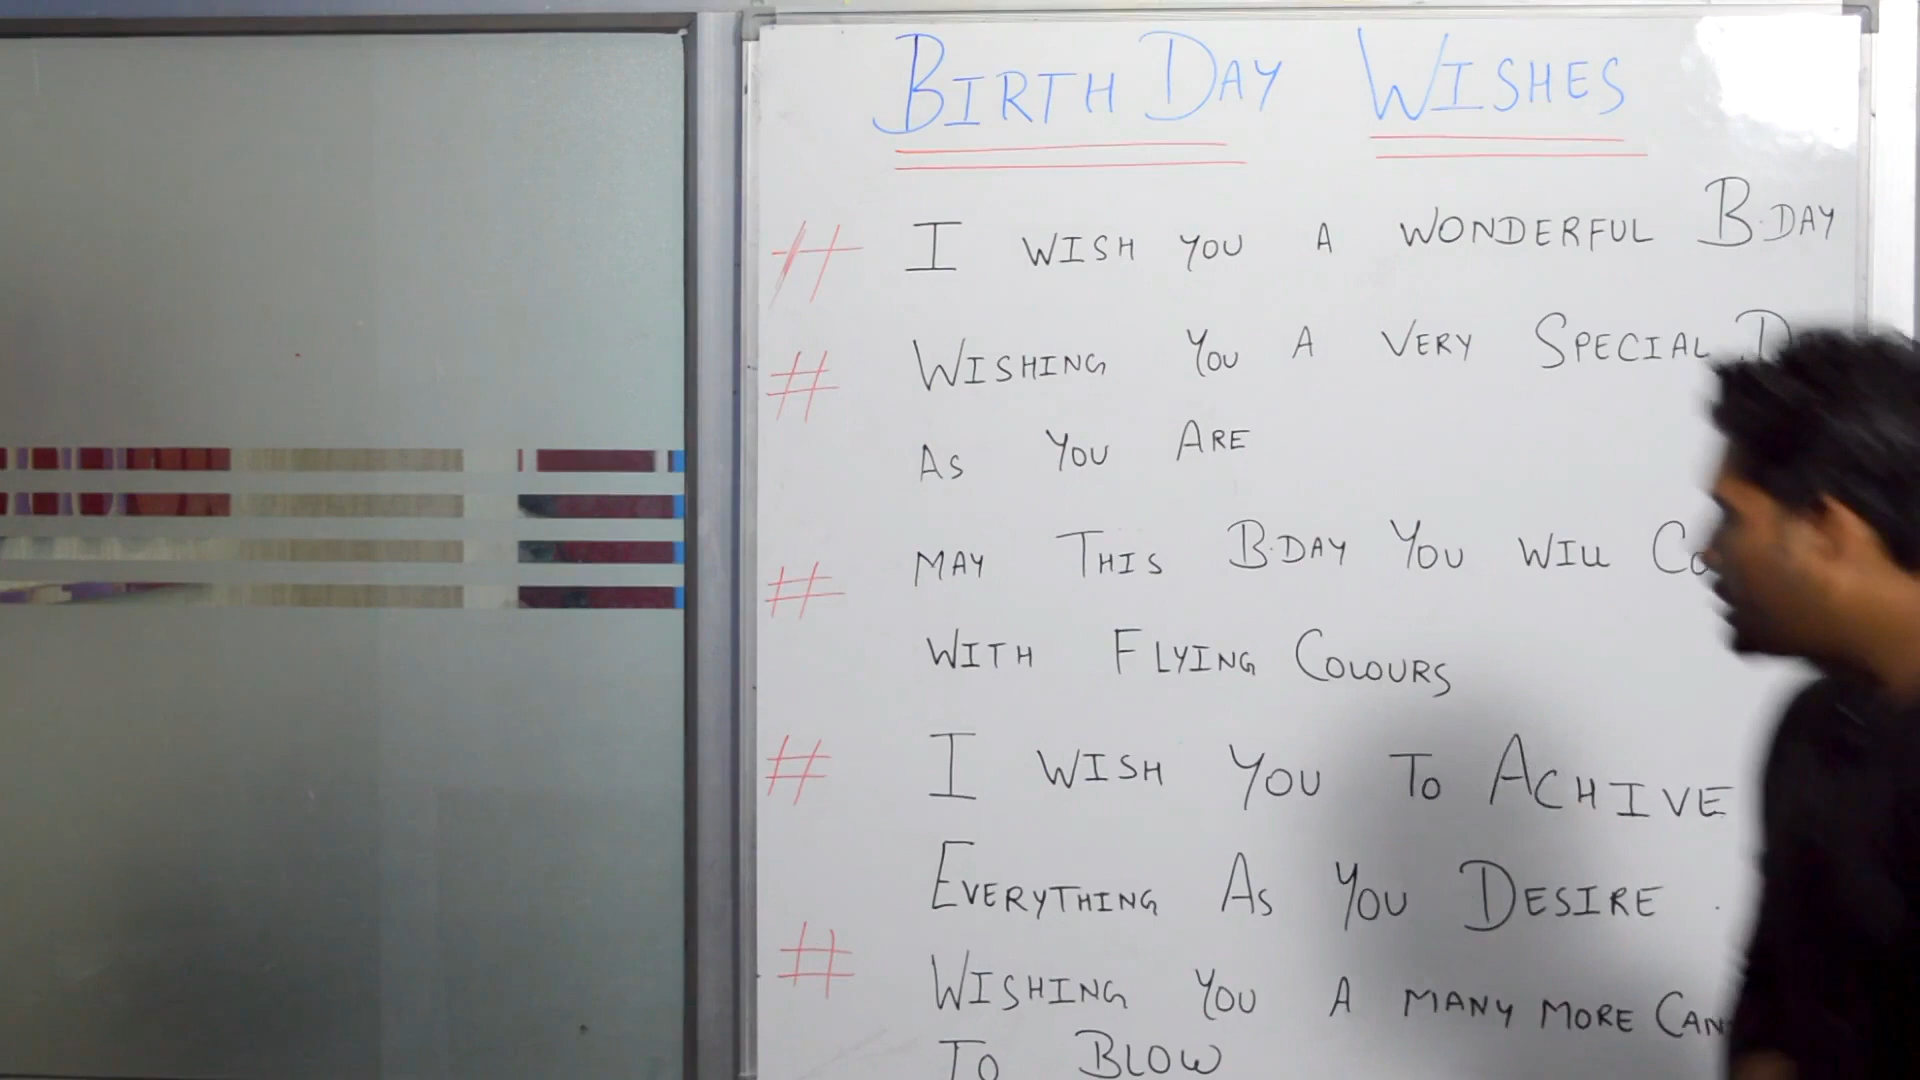 BIRTH DAY WISHES
# I WISH YOU A WONDERFUL B.DAY
# WISHING YOU A VERY SPECIAL
AS YOU ARE
# MAY THIS B.DAY YOU WILL
WITH FLYING COLOURS
# I WISH YOU TO ACHIVE
EVERYTHING AS YOU DESIRE .
# WISHING YOU A MANY MORE
TO BLOW